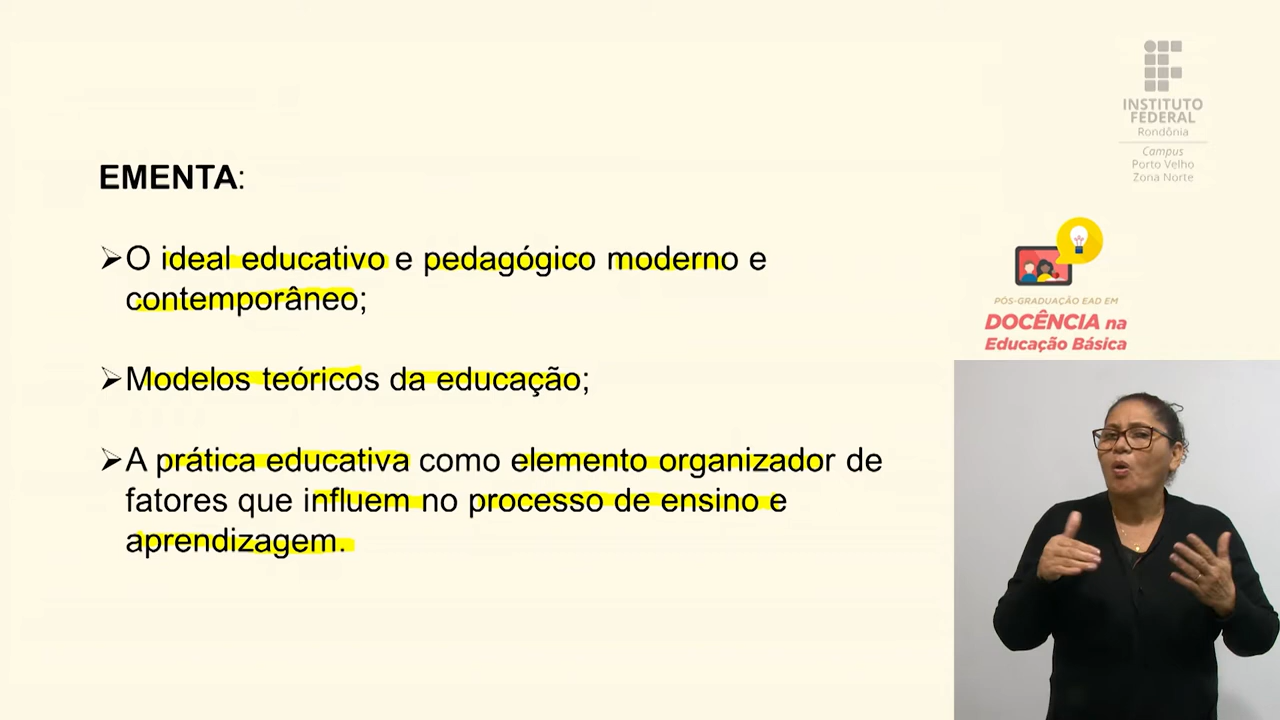 INSTITUTO
FEDERAL
Rondônia
Campus
Porto Velho
Zona Norte
EMENTA:
➢O ideal educativo e pedagógico moderno e
contemporâneo;
➢Modelos teóricos da educação;
➢A prática educativa como elemento organizador de
fatores que influem no processo de ensino e
aprendizagem.
PÓS-GRADUAÇÃO EAD EM
DOCÊNCIA na
Educação Básica